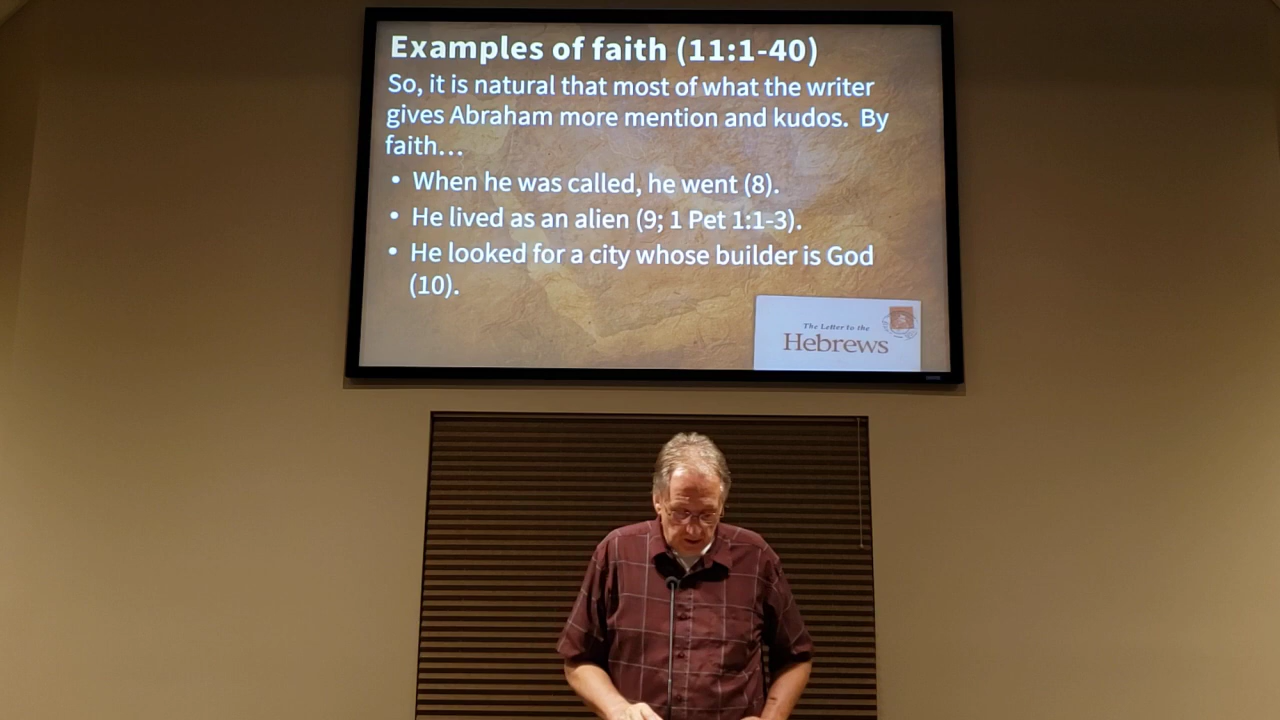 Examples of faith (11:1-40)
So, it is natural that most of what the writer
gives Abraham more mention and kudos.  By
faith...
• When he was called, he went (8).
• He lived as an alien (9; 1 Pet 1:1-3).
• He looked for a city whose builder is God
(10).
The Letter to the
Hebrews